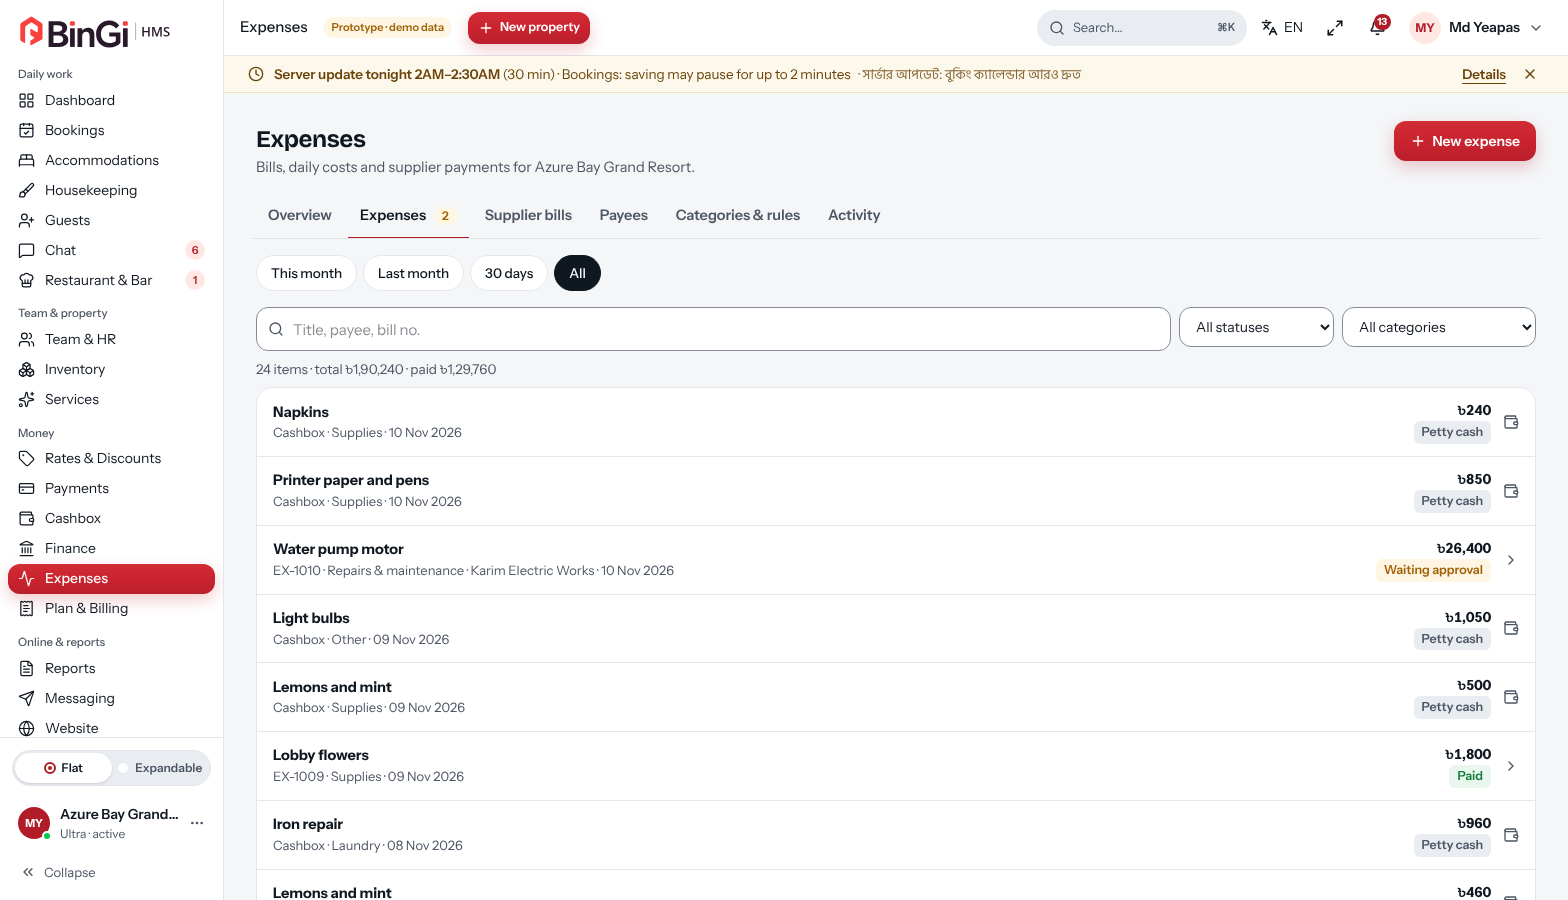 BinGi HMS
Daily work
Dashboard
Bookings
Accommodations
Housekeeping
Guests
Chat 6
Restaurant & Bar 1
Team & property
Team & HR
Inventory
Services
Money
Rates & Discounts
Payments
Cashbox
Finance
Expenses
Plan & Billing
Online & reports
Reports
Messaging
Website
Flat Expandable
MY Azure Bay Grand...
Ultra · active
Collapse
Expenses Prototype · demo data New property Search... ⌘K EN 13 MY Md Yeapas
Server update tonight 2AM–2:30AM (30 min) · Bookings: saving may pause for up to 2 minutes · সার্ভার আপডেট: বুকিং ক্যালেন্ডার আরও দ্রুত Details
Expenses
Bills, daily costs and supplier payments for Azure Bay Grand Resort.
New expense
Overview Expenses 2 Supplier bills Payees Categories & rules Activity
This month Last month 30 days All
Title, payee, bill no. All statuses All categories
24 items · total ৳1,90,240 · paid ৳1,29,760
Napkins ৳240
Cashbox · Supplies · 10 Nov 2026 Petty cash
Printer paper and pens ৳850
Cashbox · Supplies · 10 Nov 2026 Petty cash
Water pump motor ৳26,400
EX-1010 · Repairs & maintenance · Karim Electric Works · 10 Nov 2026 Waiting approval
Light bulbs ৳1,050
Cashbox · Other · 09 Nov 2026 Petty cash
Lemons and mint ৳500
Cashbox · Supplies · 09 Nov 2026 Petty cash
Lobby flowers ৳1,800
EX-1009 · Supplies · 09 Nov 2026 Paid
Iron repair ৳960
Cashbox · Laundry · 08 Nov 2026 Petty cash
Lemons and mint ৳460